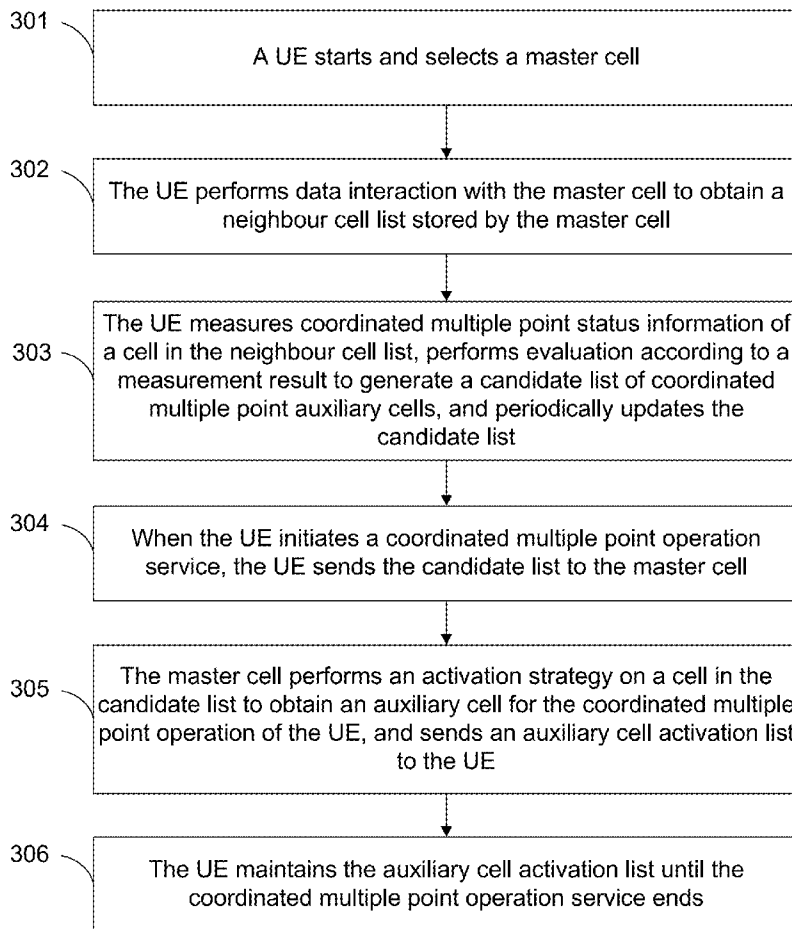 301
A UE starts and selects a master cell
302
The UE performs data interaction with the master cell to obtain a
neighbour cell list stored by the master cell
303
The UE measures coordinated multiple point status information of
a cell in the neighbour cell list, performs evaluation according to a
measurement result to generate a candidate list of coordinated
multiple point auxiliary cells, and periodically updates the
candidate list
304
When the UE initiates a coordinated multiple point operation
service, the UE sends the candidate list to the master cell
305
The master cell performs an activation strategy on a cell in the
candidate list to obtain an auxiliary cell for the coordinated multiple
point operation of the UE, and sends an auxiliary cell activation list
to the UE
306
The UE maintains the auxiliary cell activation list until the
coordinated multiple point operation service ends